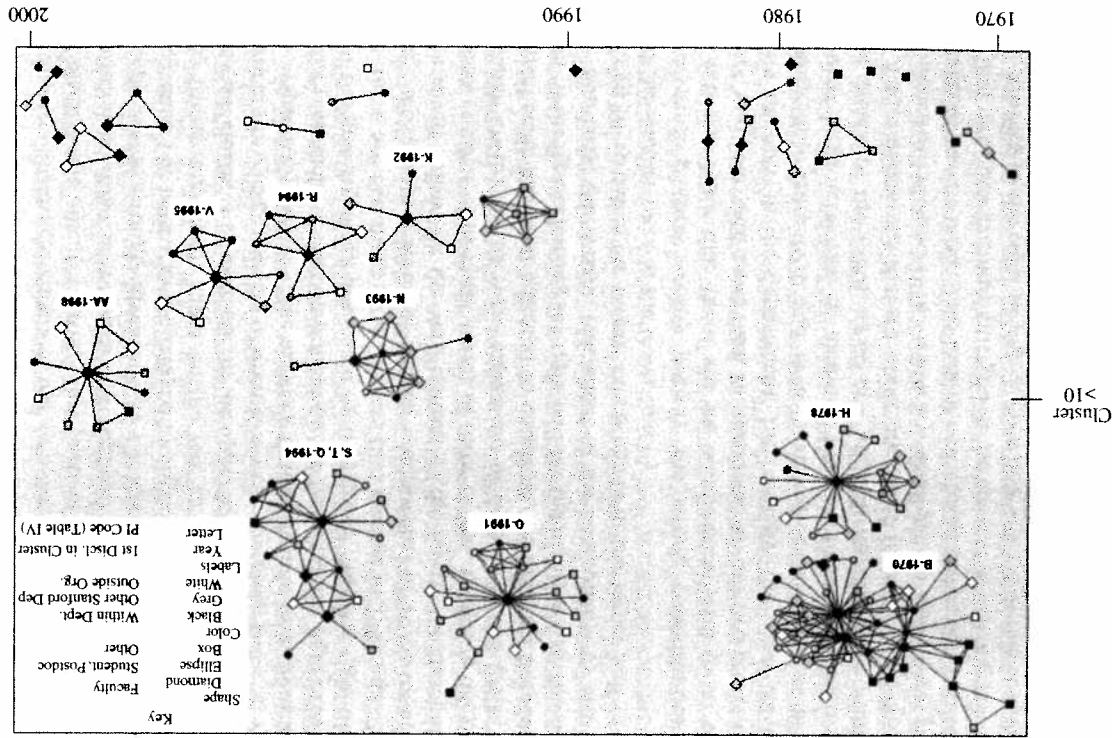 Key
Shape
Diamond Faculty
Ellipse Student, Postdoc
Box Other
Color
Black Within Dept.
Grey Other Stanford Dep
White Outside Org.
Labels
Year 1st Discl. in Cluster
Letter PI Code (Table IV)
B-1970
O-1991
S, T, Q-1994
H-1978
Cluster
>10
N-1993
AA-1998
V-1995
R-1994
K-1992
1970
1980
1990
2000